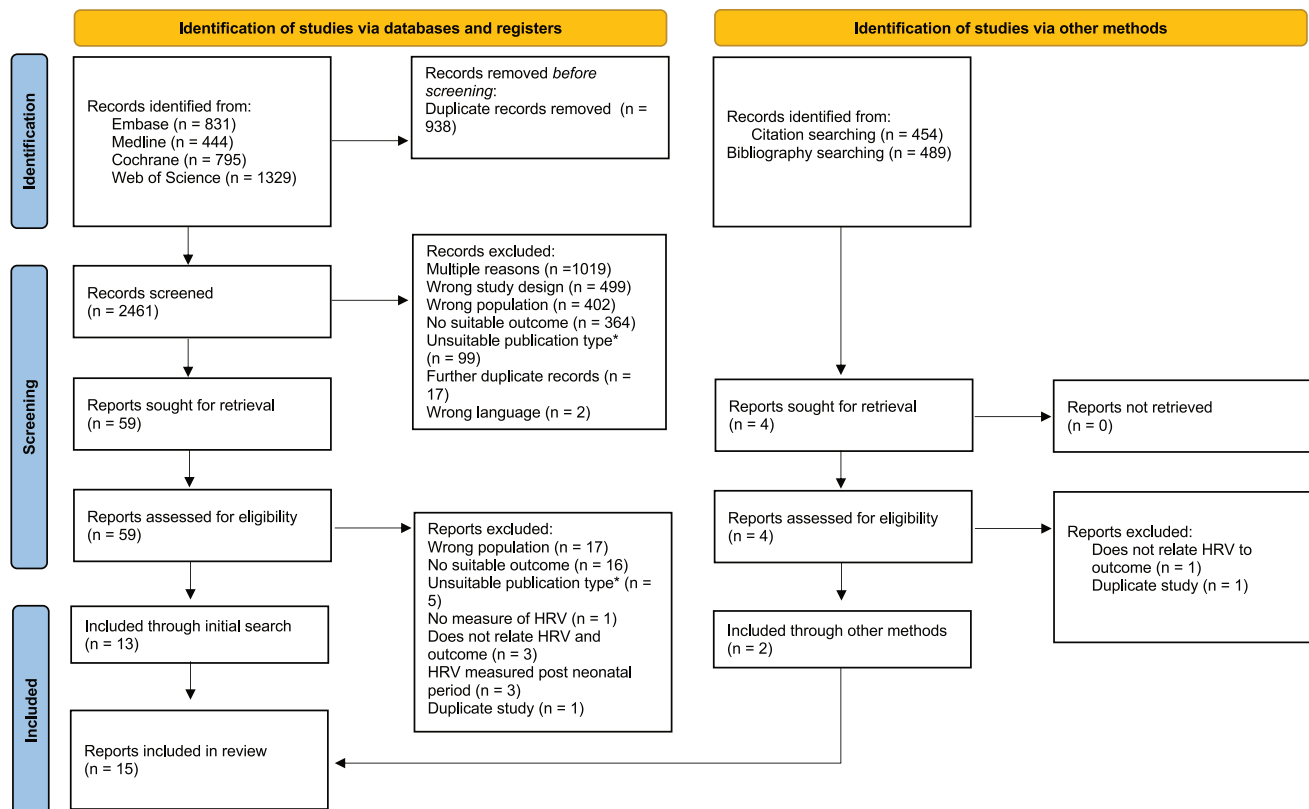 Identification of studies via databases and registers
Identification of studies via other methods
Identification
Records identified from:
Embase (n = 831)
Medline (n = 444)
Cochrane (n = 795)
Web of Science (n = 1329)
Records removed before
screening:
Duplicate records removed (n =
938)
Records identified from:
Citation searching (n = 454)
Bibliography searching (n = 489)
Screening
Records screened
(n = 2461)
Records excluded:
Multiple reasons (n =1019)
Wrong study design (n = 499)
Wrong population (n = 402)
No suitable outcome (n = 364)
Unsuitable publication type*
(n = 99)
Further duplicate records (n =
17)
Wrong language (n = 2)
Reports sought for retrieval
(n = 59)
Reports sought for retrieval
(n = 4)
Reports not retrieved
(n = 0)
Reports assessed for eligibility
(n = 59)
Reports excluded:
Wrong population (n = 17)
No suitable outcome (n = 16)
Unsuitable publication type* (n =
5)
No measure of HRV (n = 1)
Does not relate HRV and
outcome (n = 3)
HRV measured post neonatal
period (n = 3)
Duplicate study (n = 1)
Reports assessed for eligibility
(n = 4)
Reports excluded:
Does not relate HRV to
outcome (n = 1)
Duplicate study (n = 1)
Included
Included through initial search
(n = 13)
Included through other methods
(n = 2)
Reports included in review
(n = 15)